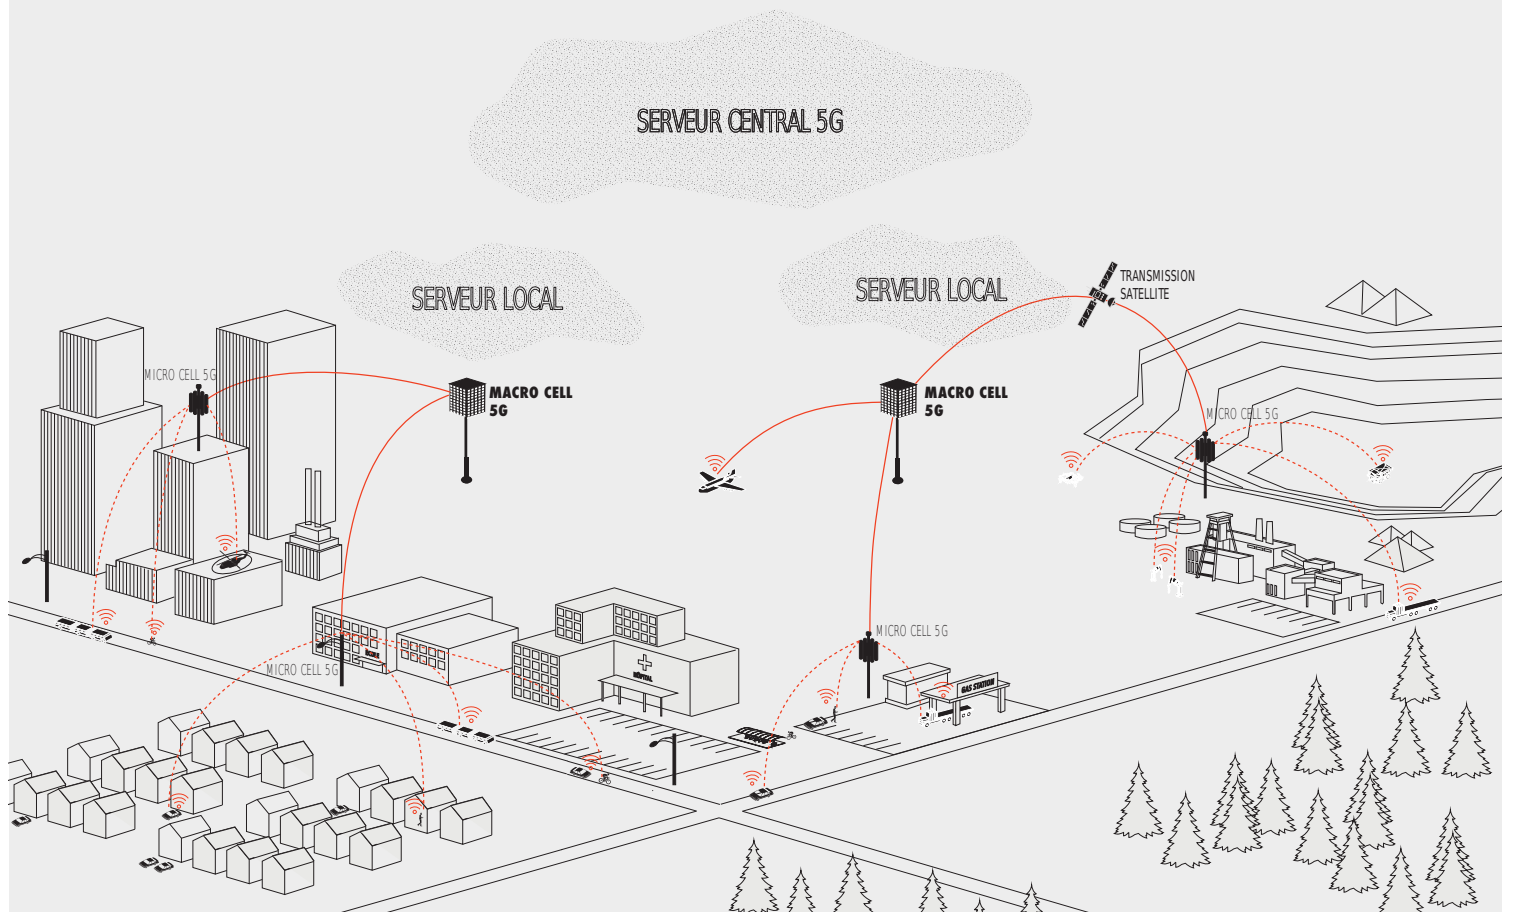 SERVEUR CENTRAL 5G
SERVEUR LOCAL
SERVEUR LOCAL
TRANSMISSION
SATELLITE
MICRO CELL 5G
MACRO CELL
5G
MACRO CELL
5G
MICRO CELL 5G
MICRO CELL 5G
ÉCOLE
MICRO CELL 5G
HÔPITAL
GAS STATION